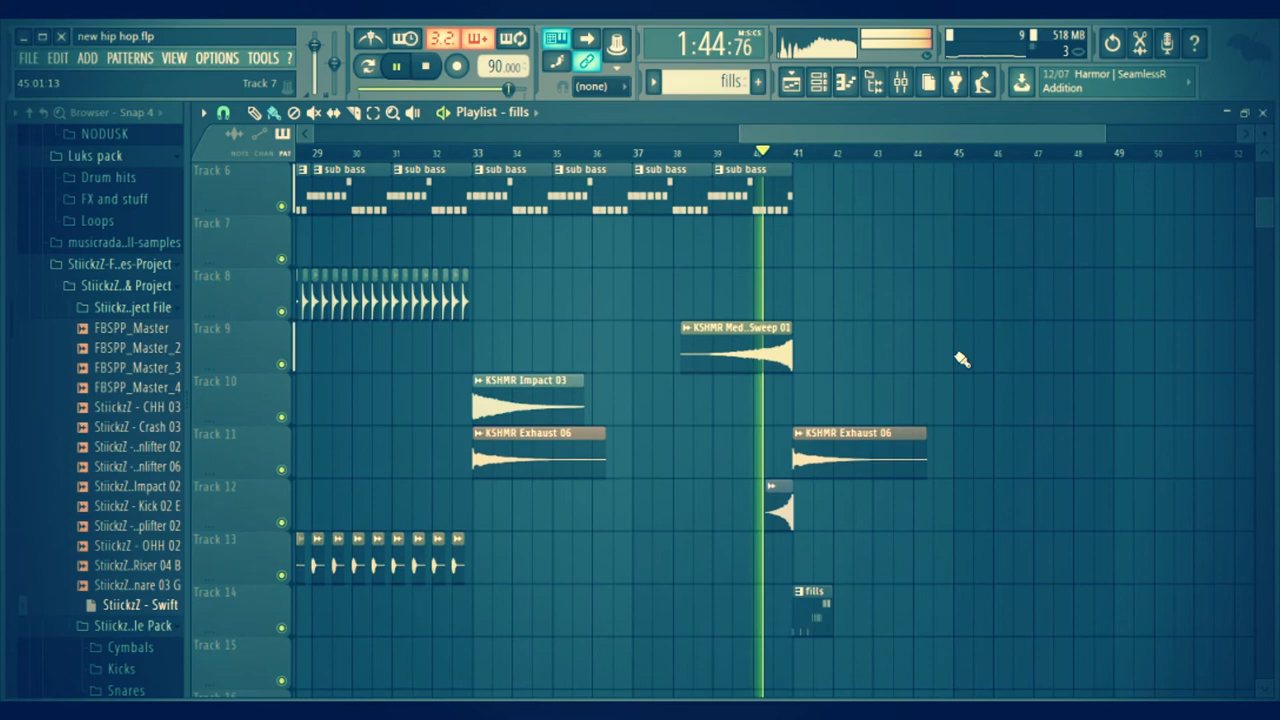 new hip hop.flp
FILE EDIT ADD PATTERNS VIEW OPTIONS TOOLS ?
45.01.13 Track 7
3.2.
90.000
M:S:CS
1:44:76
9 518 MB
3
(none)
fills
12/07 Harmor | SeamlessR
Addition
Browser - Snap 4
Playlist - fills
NOTE CHAN PAT
29 30 31 32 33 34 35 36 37 38 39 40 41 42 43 44 45 46 47 48 49 50 51 52
NODUSK
Luks pack
Drum hits
FX and stuff
Loops
musicrada..ll-samples
StiickzZ-F..es-Project
StiickzZ..& Project
Stiickz..ject File
FBSPP_Master
FBSPP_Master_2
FBSPP_Master_3
FBSPP_Master_4
StiickzZ - CHH 03
StiickzZ - Crash 03
StiickzZ -..nlifter 02
StiickzZ -..nlifter 06
StiickzZ..Impact 02
StiickzZ - Kick 02 E
StiickzZ -..plifter 02
StiickzZ - OHH 02
StiickzZ..Riser 04 B
StiickzZ..nare 03 G
StiickzZ - Swift
Stiickz..le Pack
Cymbals
Kicks
Snares
Track 6
sub bass sub bass sub bass sub bass sub bass sub bass
Track 7
Track 8
Track 9
KSHMR Med..Sweep 01
Track 10
KSHMR Impact 03
Track 11
KSHMR Exhaust 06 KSHMR Exhaust 06
Track 12
Track 13
Track 14
fills
Track 15